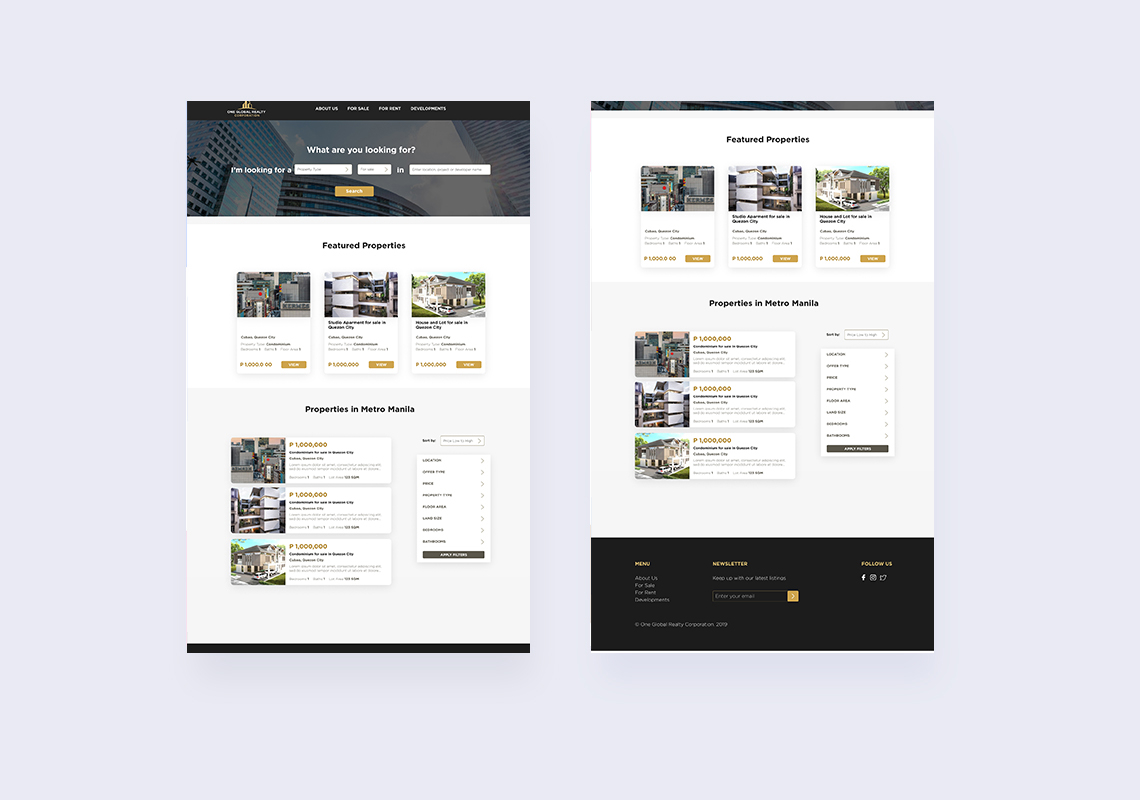 ONE GLOBAL REALTY
CORPORATION
ABOUT US FOR SALE FOR RENT DEVELOPMENTS
What are you looking for?
I'm looking for a Property Type For sale in Enter location, project or developer name
Search
Featured Properties
Cubao, Quezon City
Property Type: Condominium
Bedrooms 1 Baths 1 Floor Area 1
₱ 1,000,0 00 VIEW
Studio Aparment for sale in
Quezon City
Cubao, Quezon City
Property Type: Condominium
Bedrooms 1 Baths 1 Floor Area 1
₱ 1,000,000 VIEW
House and Lot for sale in
Quezon City
Cubao, Quezon City
Property Type: Condominium
Bedrooms 1 Baths 1 Floor Area 1
₱ 1,000,000 VIEW
Properties in Metro Manila
₱ 1,000,000
Condominium for sale in Quezon City
Cubao, Quezon City
Lorem ipsum dolor sit amet, consectetur adipiscing elit,
sed do eiusmod tempor incididunt ut labore et dolore...
Bedrooms 1 Baths 1 Lot Area 123 SQM
₱ 1,000,000
Condominium for sale in Quezon City
Cubao, Quezon City
Lorem ipsum dolor sit amet, consectetur adipiscing elit,
sed do eiusmod tempor incididunt ut labore et dolore...
Bedrooms 1 Baths 1 Lot Area 123 SQM
₱ 1,000,000
Condominium for sale in Quezon City
Cubao, Quezon City
Lorem ipsum dolor sit amet, consectetur adipiscing elit,
sed do eiusmod tempor incididunt ut labore et dolore...
Bedrooms 1 Baths 1 Lot Area 123 SQM
Sort by: Price Low to High
LOCATION
OFFER TYPE
PRICE
PROPERTY TYPE
FLOOR AREA
LAND SIZE
BEDROOMS
BATHROOMS
APPLY FILTERS
Featured Properties
HERMES
Cubao, Quezon City
Property Type: Condominium
Bedrooms 1 Baths 1 Floor Area 1
₱ 1,000,0 00 VIEW
Studio Aparment for sale in
Quezon City
Cubao, Quezon City
Property Type: Condominium
Bedrooms 1 Baths 1 Floor Area 1
₱ 1,000,000 VIEW
House and Lot for sale in
Quezon City
Cubao, Quezon City
Property Type: Condominium
Bedrooms 1 Baths 1 Floor Area 1
₱ 1,000,000 VIEW
Properties in Metro Manila
₱ 1,000,000
Condominium for sale in Quezon City
Cubao, Quezon City
Lorem ipsum dolor sit amet, consectetur adipiscing elit,
sed do eiusmod tempor incididunt ut labore et dolore...
Bedrooms 1 Baths 1 Lot Area 123 SQM
₱ 1,000,000
Condominium for sale in Quezon City
Cubao, Quezon City
Lorem ipsum dolor sit amet, consectetur adipiscing elit,
sed do eiusmod tempor incididunt ut labore et dolore...
Bedrooms 1 Baths 1 Lot Area 123 SQM
₱ 1,000,000
Condominium for sale in Quezon City
Cubao, Quezon City
Lorem ipsum dolor sit amet, consectetur adipiscing elit,
sed do eiusmod tempor incididunt ut labore et dolore...
Bedrooms 1 Baths 1 Lot Area 123 SQM
Sort by: Price Low to High
LOCATION
OFFER TYPE
PRICE
PROPERTY TYPE
FLOOR AREA
LAND SIZE
BEDROOMS
BATHROOMS
APPLY FILTERS
MENU
About Us
For Sale
For Rent
Developments
NEWSLETTER
Keep up with our latest listings
Enter your email
FOLLOW US
© One Global Realty Corporation 2019